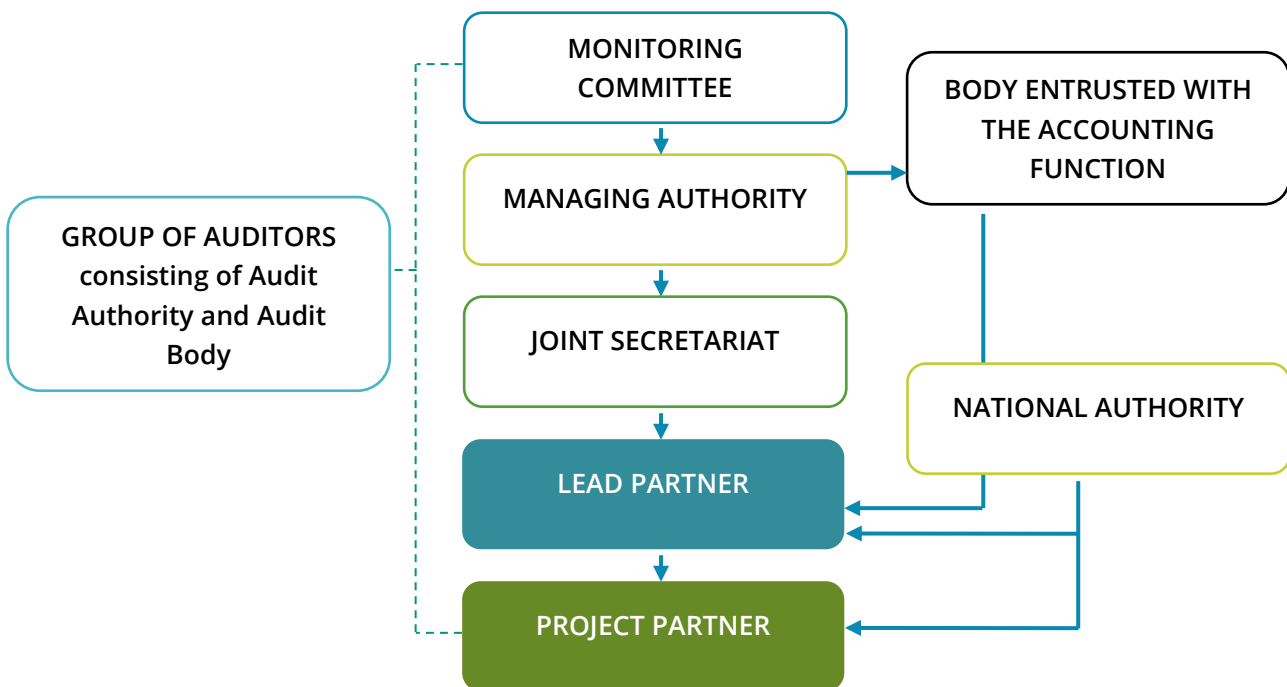 MONITORING
COMMITTEE
BODY ENTRUSTED WITH
THE ACCOUNTING
FUNCTION
MANAGING AUTHORITY
GROUP OF AUDITORS
consisting of Audit
Authority and Audit
Body
JOINT SECRETARIAT
NATIONAL AUTHORITY
LEAD PARTNER
PROJECT PARTNER